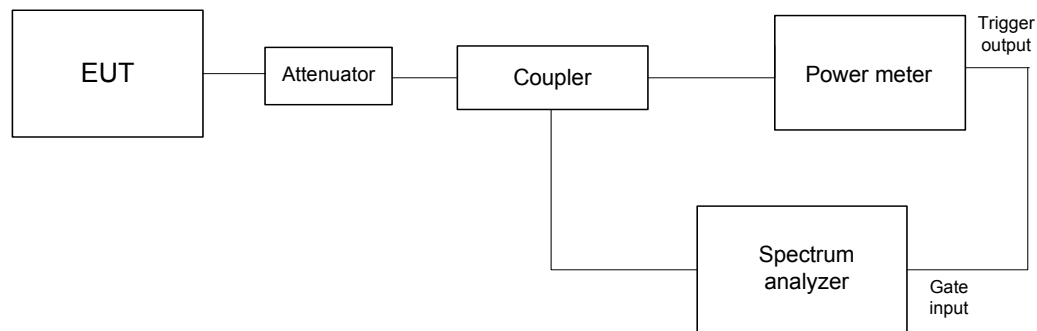 EUT
Attenuator
Coupler
Power meter
Trigger
output
Spectrum
analyzer
Gate
input